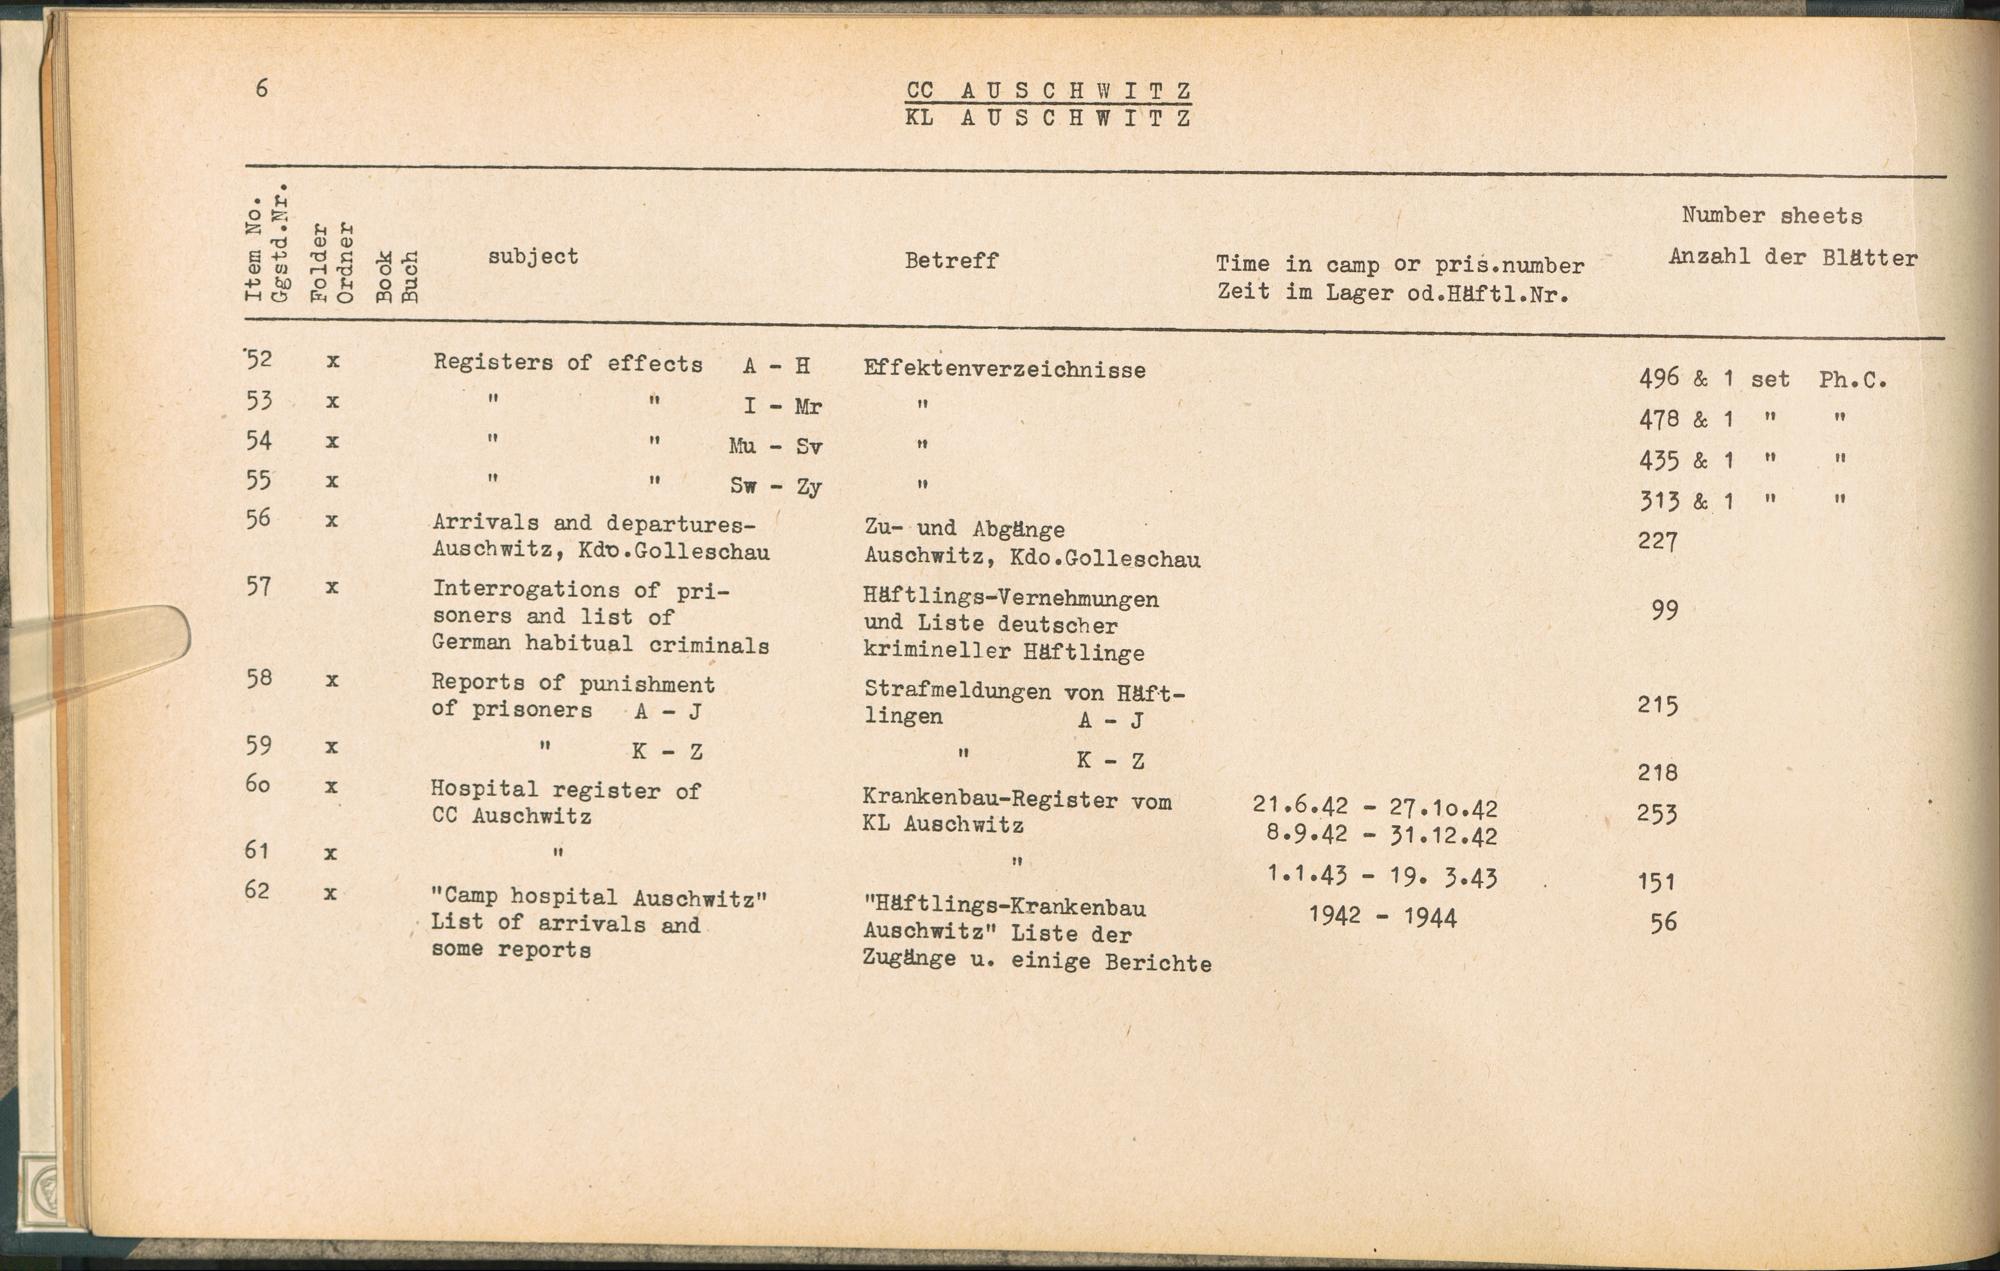 6
CC AUSCHWITZ
KL AUSCHWITZ
Item No.
Ggstd.Nr.
Folder
Ordner
Book
Buch
subject
Betreff
Time in camp or pris.number
Zeit im Lager od.Häftl.Nr.
Number sheets
Anzahl der Blätter
52 x Registers of effects A - H Effektenverzeichnisse 496 & 1 set Ph.C.
53 x " " I - Mr " 478 & 1 " "
54 x " " Mu - Sv " 435 & 1 " "
55 x " " Sw - Zy " 313 & 1 " "
56 x Arrivals and departures- Zu- und Abgänge 227
Auschwitz, Kdo.Golleschau Auschwitz, Kdo.Golleschau
57 x Interrogations of pri- Häftlings-Vernehmungen 99
soners and list of und Liste deutscher
German habitual criminals krimineller Häftlinge
58 x Reports of punishment Strafmeldungen von Häft- 215
of prisoners A - J lingen A - J
59 x " K - Z " K - Z 218
6o x Hospital register of Krankenbau-Register vom 21.6.42 - 27.1o.42 253
CC Auschwitz KL Auschwitz 8.9.42 - 31.12.42
61 x " " 1.1.43 - 19. 3.43 151
62 x "Camp hospital Auschwitz" "Häftlings-Krankenbau 1942 - 1944 56
List of arrivals and Auschwitz" Liste der
some reports Zugänge u. einige Berichte